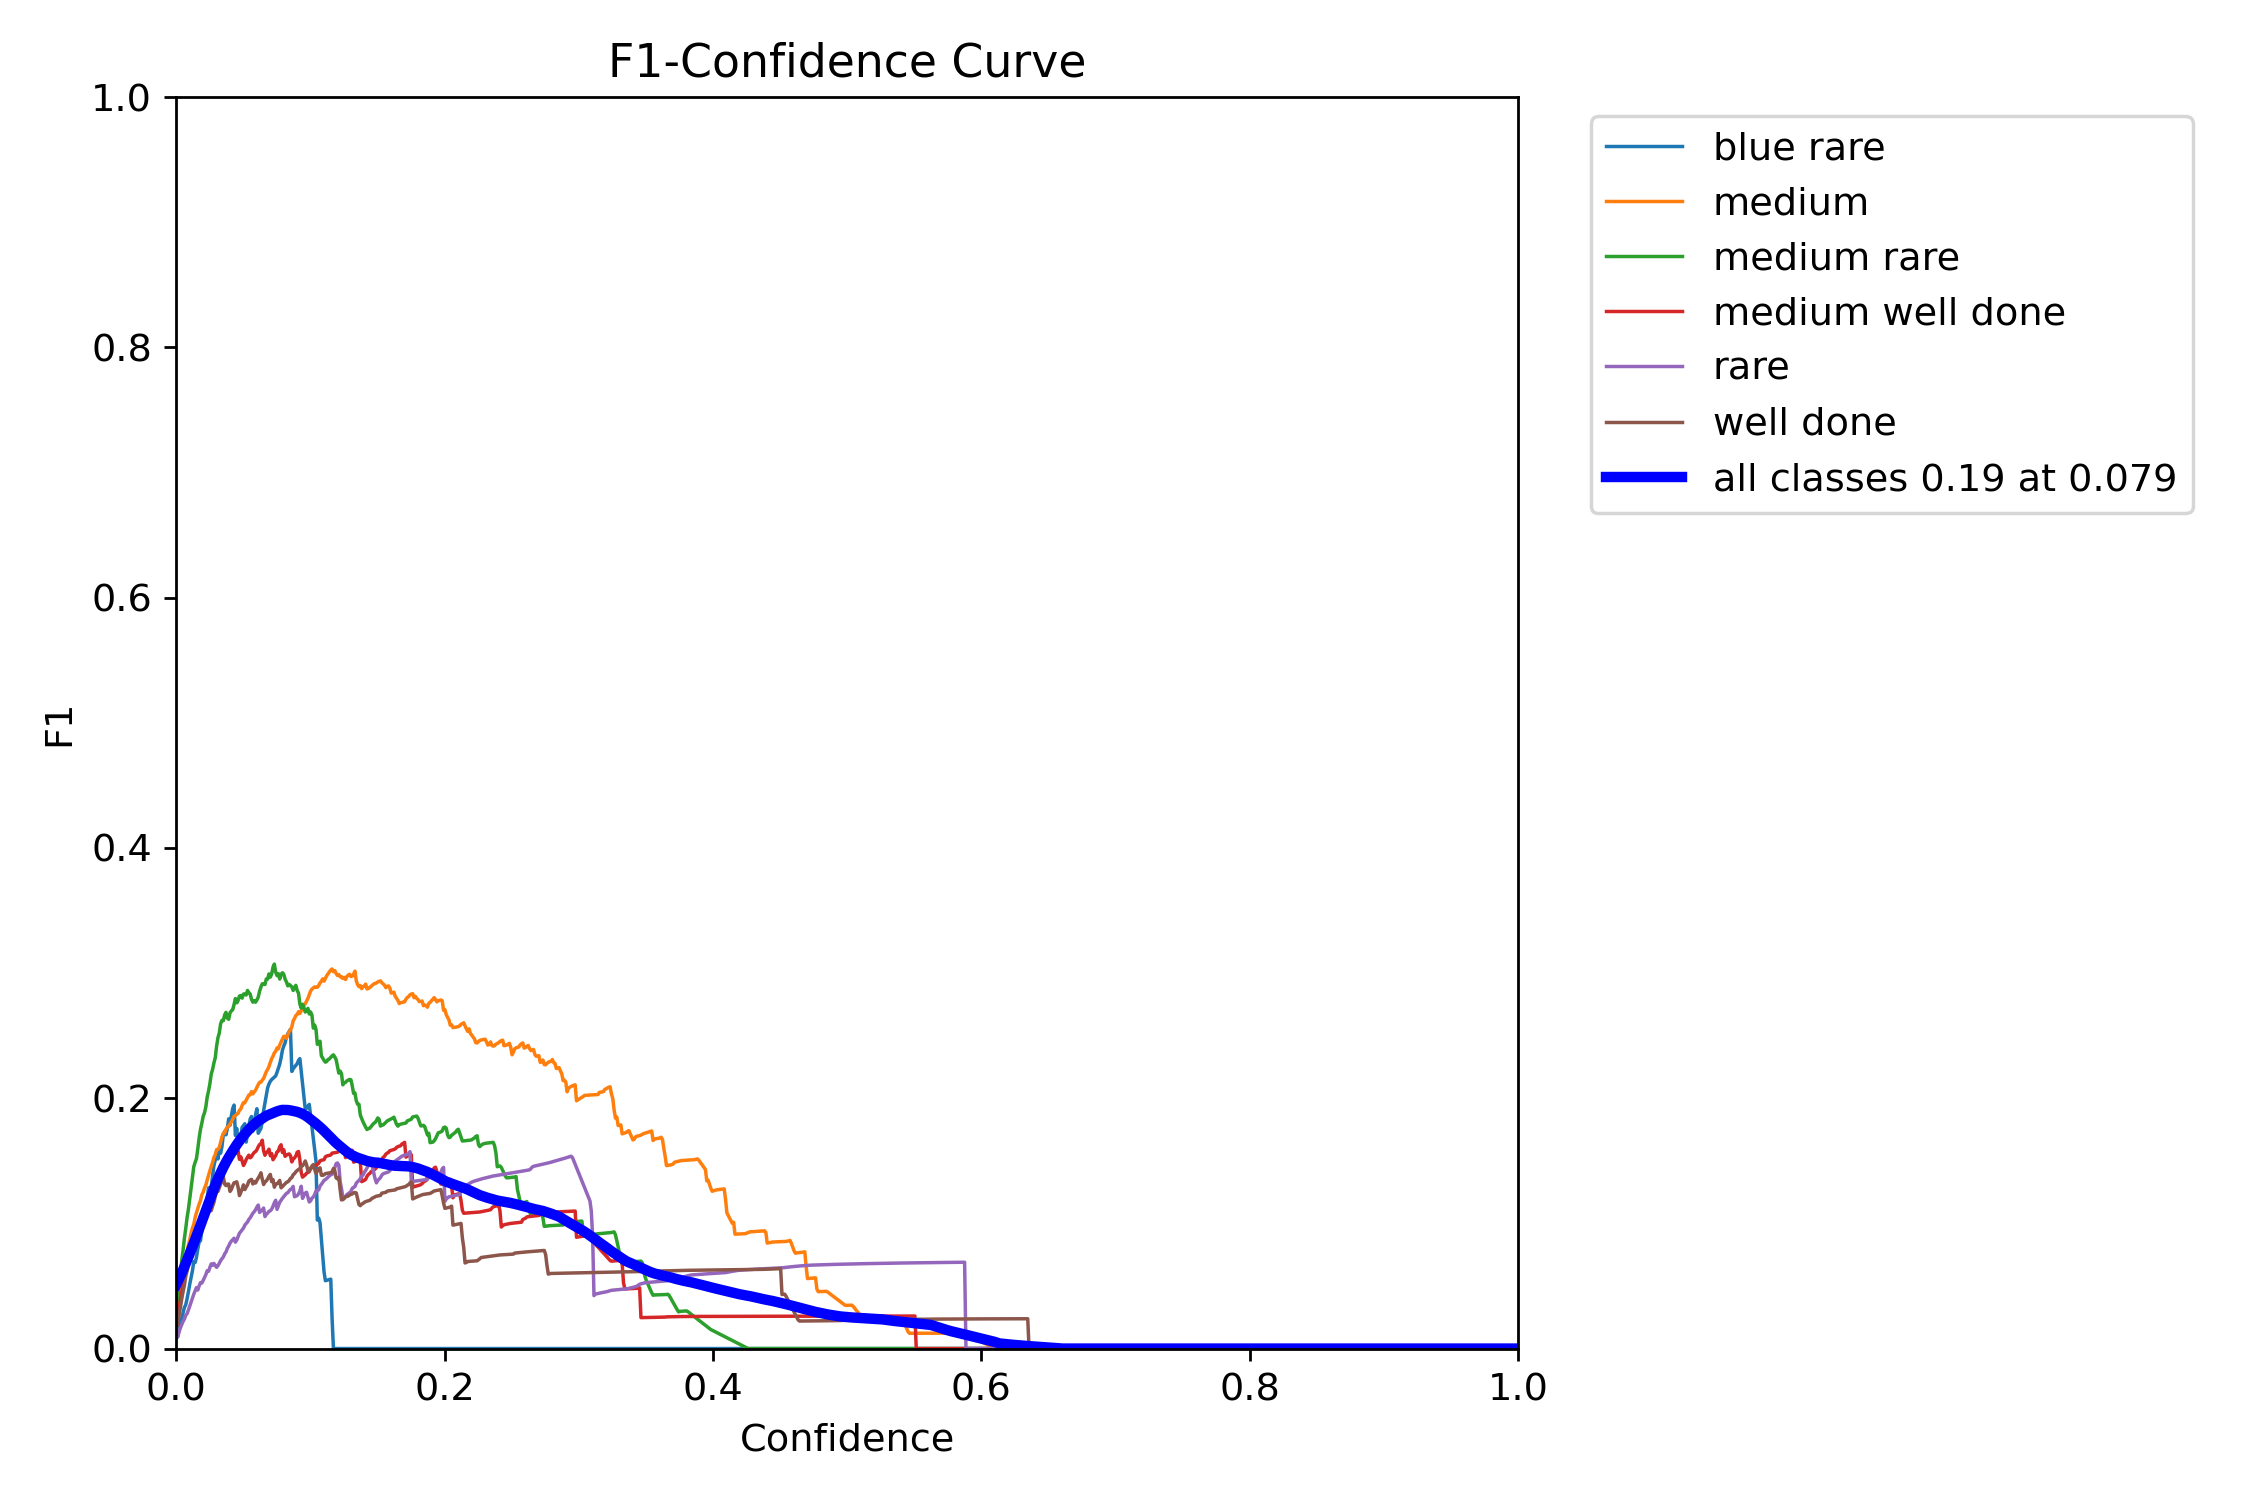 F1-Confidence Curve
1.0
0.8
0.6
0.4
0.2
0.0
F1
0.0 0.2 0.4 0.6 0.8 1.0
Confidence
blue rare
medium
medium rare
medium well done
rare
well done
all classes 0.19 at 0.079